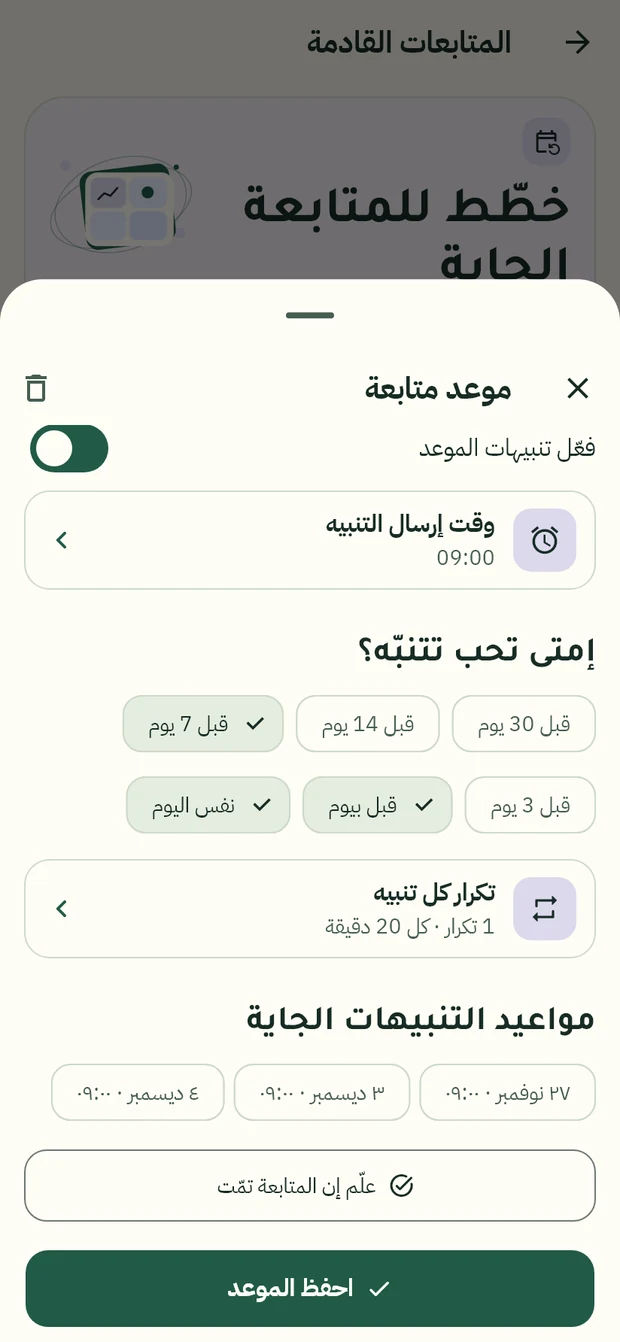 المتابعات القادمة
خطّط للمتابعة
الجاية
موعد متابعة
فعّل تنبيهات الموعد
وقت إرسال التنبيه
09:00
إمتى تحب تتنبّه؟
قبل 30 يوم
قبل 14 يوم
قبل 7 يوم
قبل 3 يوم
قبل بيوم
نفس اليوم
تكرار كل تنبيه
1 تكرار · كل 20 دقيقة
مواعيد التنبيهات الجاية
٢٧ نوفمبر · ٠٩:٠٠
٣ ديسمبر · ٠٩:٠٠
٤ ديسمبر · ٠٩:٠٠
علّم إن المتابعة تمّت
احفظ الموعد